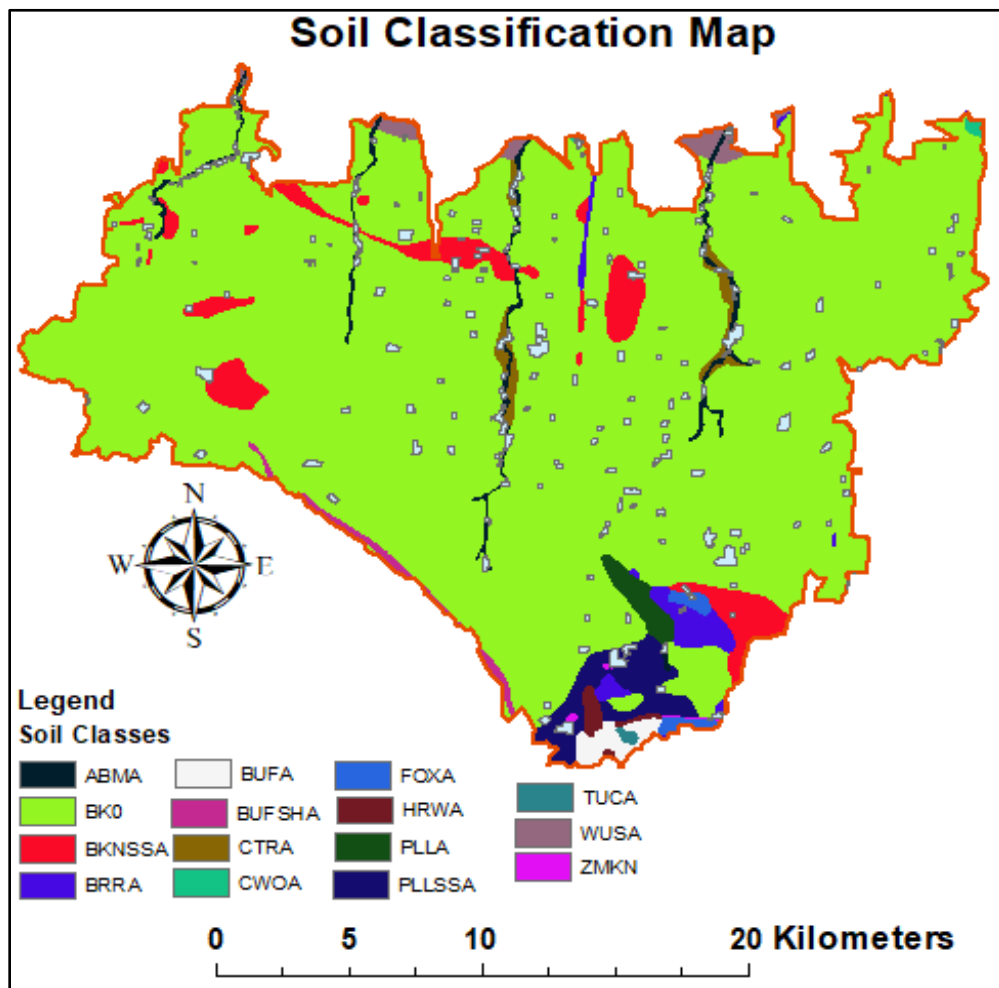 Soil Classification Map
N
W E
S
Legend
Soil Classes
ABMA
BK0
BKNSSA
BRRA
BUFA
BUFSHA
CTRA
CWOA
FOXA
HRWA
PLLA
PLLSSA
TUCA
WUSA
ZMKN
0 5 10 20 Kilometers